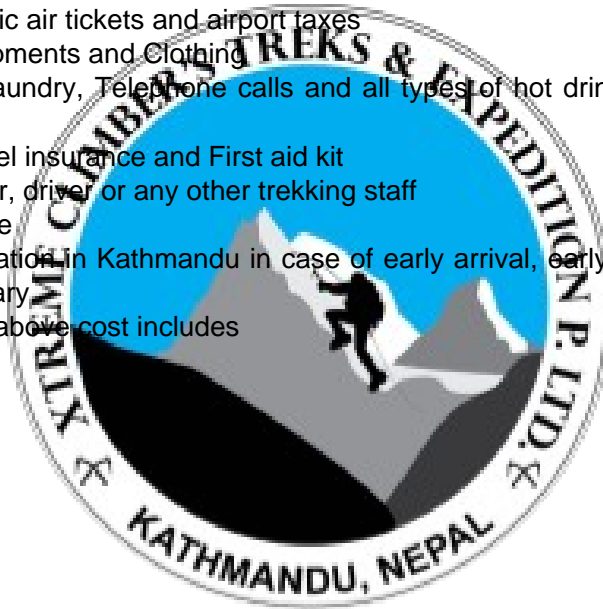 ic air tickets and airport taxes
pments and Clothing
aundry, Telephone calls and all types of hot drin
el insurance and First aid kit
r, driver or any other trekking staff
e
ation in Kathmandu in case of early arrival, early
ary
above cost includes
XTREME CLIMBER'S TREKS & EXPEDITION P. LTD.
KATHMANDU, NEPAL